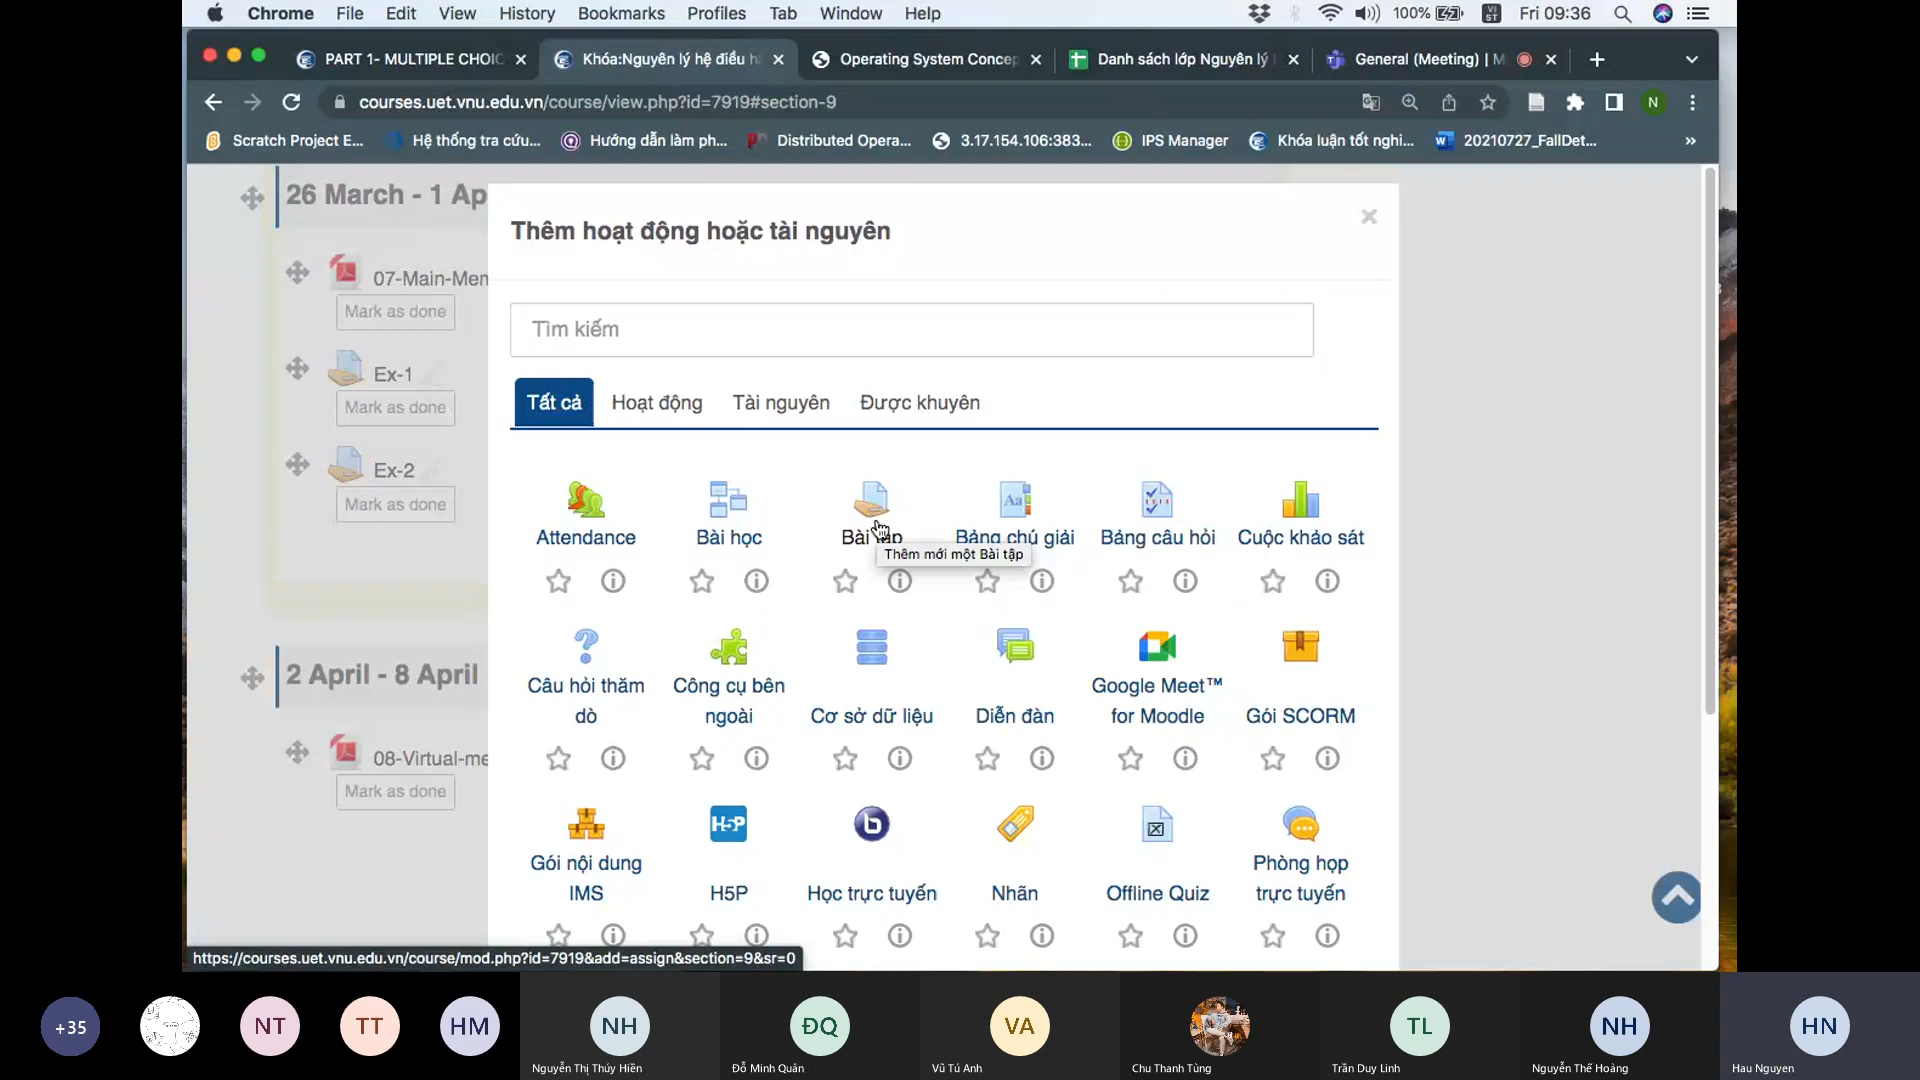 Chrome File Edit View History Bookmarks Profiles Tab Window Help 100% VI ST Fri 09:36
PART 1- MULTIPLE CHOIC Khóa:Nguyên lý hệ điều h Operating System Concep Danh sách lớp Nguyên lý General (Meeting) | M
courses.uet.vnu.edu.vn/course/view.php?id=7919#section-9 N
Scratch Project E... Hệ thống tra cứu... Hướng dẫn làm ph... Distributed Opera... 3.17.154.106:383... IPS Manager Khóa luận tốt nghi... 20210727_FallDet... »
26 March - 1 Ap
07-Main-Mem
Mark as done
Ex-1
Mark as done
Ex-2
Mark as done
2 April - 8 April
08-Virtual-me
Mark as done
Thêm hoạt động hoặc tài nguyên
Tìm kiếm
Tất cả Hoạt động Tài nguyên Được khuyên
Attendance Bài học Bài tập Bảng chú giải Bảng câu hỏi Cuộc khảo sát
Thêm mới một Bài tập
Câu hỏi thăm dò
Công cụ bên ngoài
Cơ sở dữ liệu
Diễn đàn
Google Meet™ for Moodle
Gói SCORM
Gói nội dung IMS
H5P
Học trực tuyến
Nhãn
Offline Quiz
Phòng họp trực tuyến
https://courses.uet.vnu.edu.vn/course/mod.php?id=7919&add=assign&section=9&sr=0
+35 NT TT HM NH ĐQ VA TL NH HN
Nguyễn Thị Thúy Hiền Đỗ Minh Quân Vũ Tú Anh Chu Thanh Tùng Trần Duy Linh Nguyễn Thế Hoàng Hau Nguyen